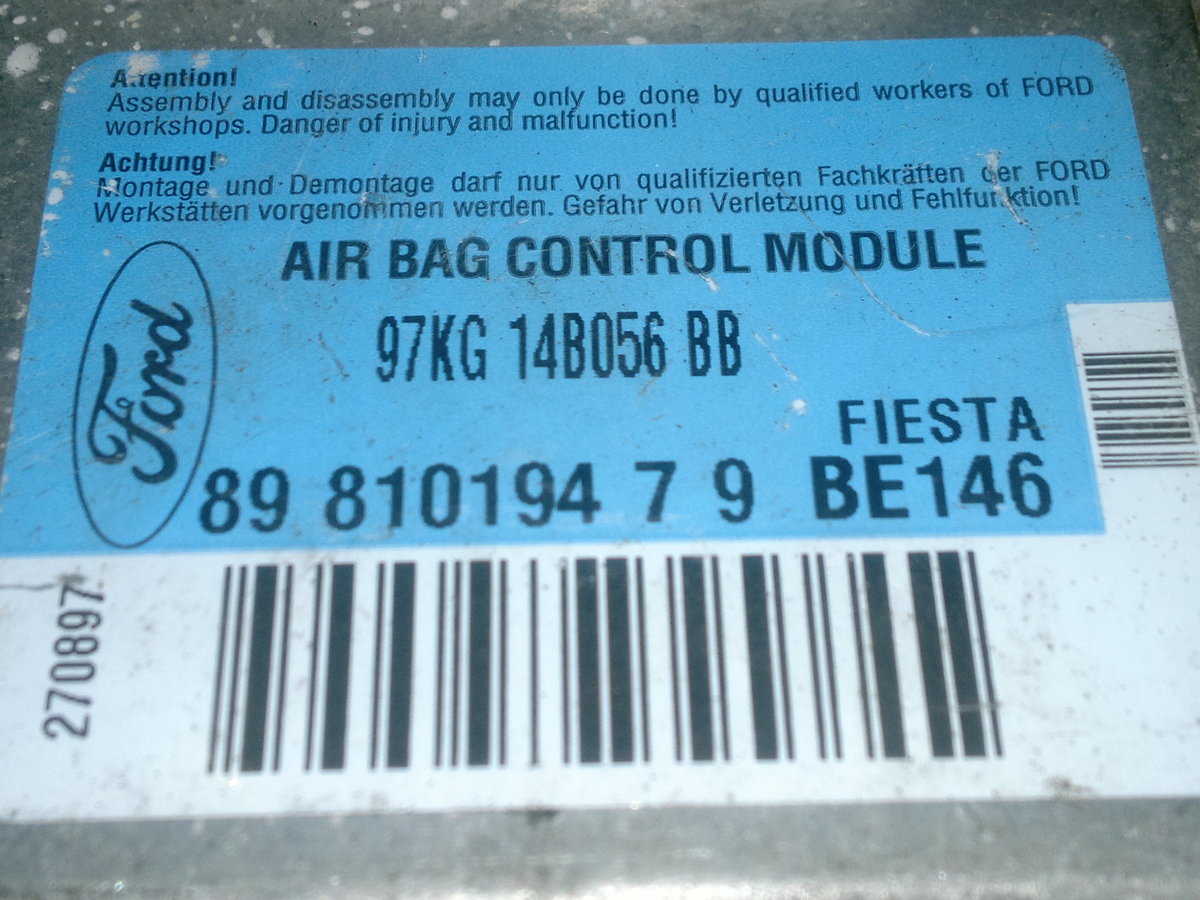 Attention!
Assembly and disassembly may only be done by qualified workers of FORD
workshops. Danger of injury and malfunction!
Achtung!
Montage und Demontage darf nur von qualifizierten Fachkräften der FORD
Werkstätten vorgenommen werden. Gefahr von Verletzung und Fehlfunktion!
AIR BAG CONTROL MODULE
Ford
97KG 14B056 BB
FIESTA
89 810194 7 9 BE146
270897